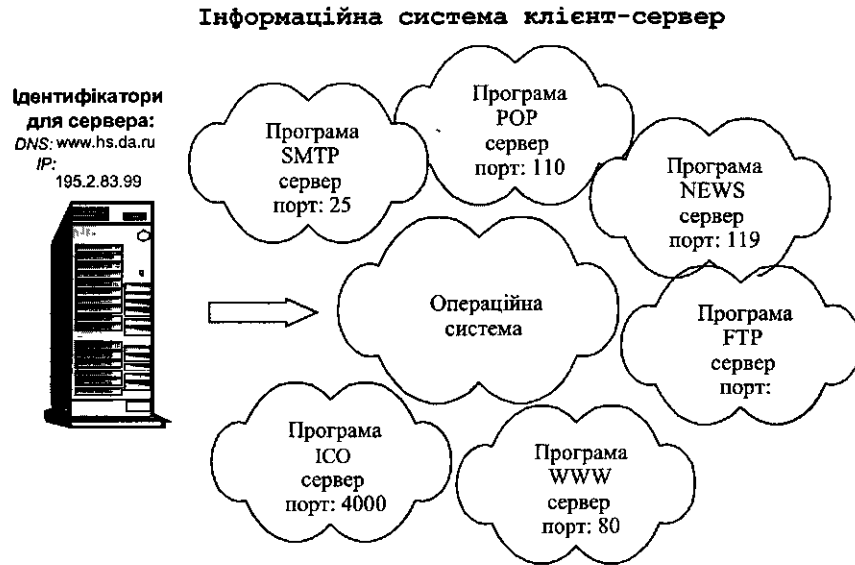 Інформаційна система клієнт-сервер
Ідентифікатори
для сервера:
DNS: www.hs.da.ru
IP:
195.2.83.99
Програма
SMTP
сервер
порт: 25
Програма
POP
сервер
порт: 110
Програма
NEWS
сервер
порт: 119
Операційна
система
Програма
FTP
сервер
порт:
Програма
ICO
сервер
порт: 4000
Програма
WWW
сервер
порт: 80